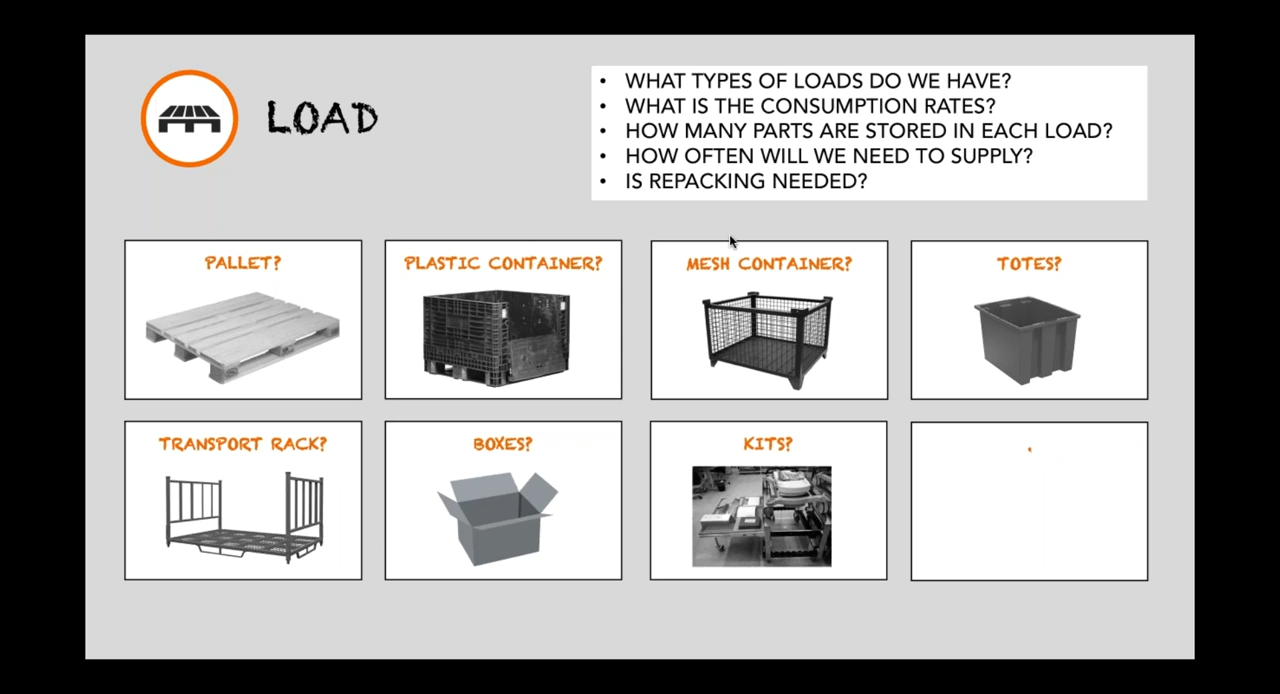 LOAD
• WHAT TYPES OF LOADS DO WE HAVE?
• WHAT IS THE CONSUMPTION RATES?
• HOW MANY PARTS ARE STORED IN EACH LOAD?
• HOW OFTEN WILL WE NEED TO SUPPLY?
• IS REPACKING NEEDED?
PALLET?
PLASTIC CONTAINER?
MESH CONTAINER?
TOTES?
TRANSPORT RACK?
BOXES?
KITS?